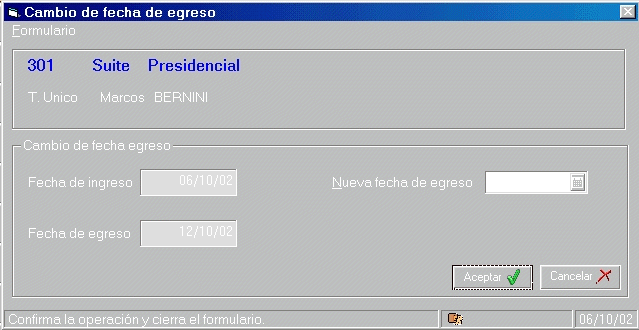 Cambio de fecha de egreso
Formulario
301 Suite Presidencial
T. Unico Marcos BERNINI
Cambio de fecha egreso
Fecha de ingreso 06/10/02 Nueva fecha de egreso
Fecha de egreso 12/10/02
Aceptar Cancelar
Confirma la operación y cierra el formulario. 06/10/02